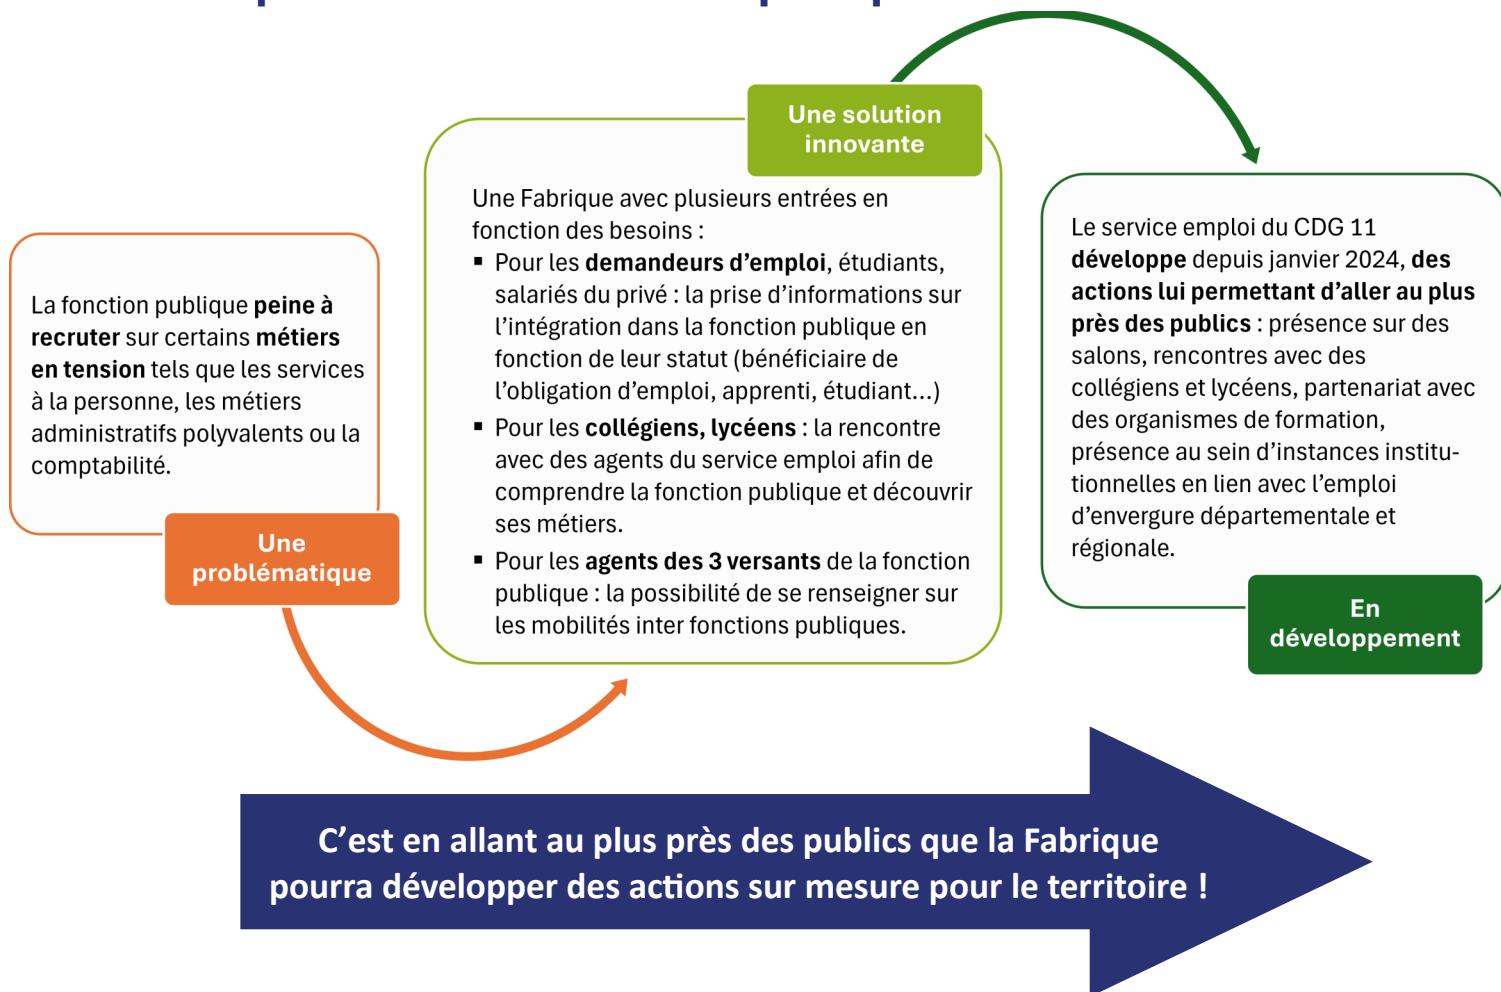 La fonction publique peine à
recruter sur certains métiers
en tension tels que les services
à la personne, les métiers
administratifs polyvalents ou la
comptabilité.
Une
problématique
Une solution
innovante
Une Fabrique avec plusieurs entrées en
fonction des besoins :
▪ Pour les demandeurs d’emploi, étudiants,
salariés du privé : la prise d’informations sur
l’intégration dans la fonction publique en
fonction de leur statut (bénéficiaire de
l’obligation d’emploi, apprenti, étudiant…)
▪ Pour les collégiens, lycéens : la rencontre
avec des agents du service emploi afin de
comprendre la fonction publique et découvrir
ses métiers.
▪ Pour les agents des 3 versants de la fonction
publique : la possibilité de se renseigner sur
les mobilités inter fonctions publiques.
Le service emploi du CDG 11
développe depuis janvier 2024, des
actions lui permettant d’aller au plus
près des publics : présence sur des
salons, rencontres avec des
collégiens et lycéens, partenariat avec
des organismes de formation,
présence au sein d’instances institu-
tionnelles en lien avec l’emploi
d’envergure départementale et
régionale.
En
développement
C’est en allant au plus près des publics que la Fabrique
pourra développer des actions sur mesure pour le territoire !